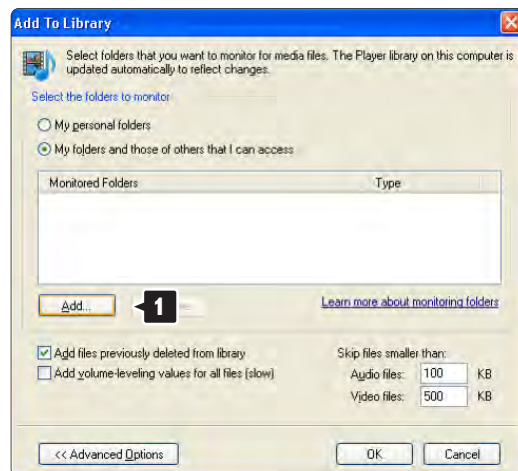 Add To Library
Select folders that you want to monitor for media files. The Player library on this computer is
updated automatically to reflect changes.
Select the folders to monitor
My personal folders
My folders and those of others that I can access
Monitored Folders Type
Add... 1 Learn more about monitoring folders
Add files previously deleted from library Skip files smaller than:
Add volume-leveling values for all files (slow) Audio files: 100 KB
Video files: 500 KB
<< Advanced Options OK Cancel